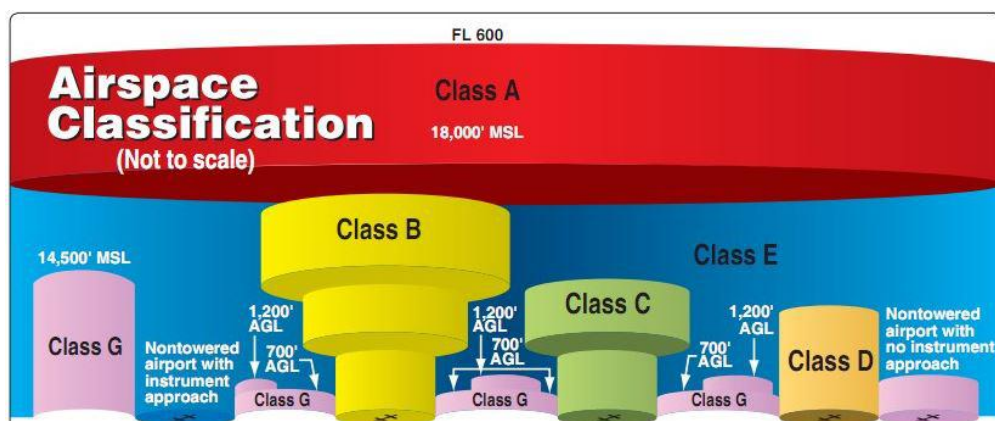 FL 600
Airspace
Classification
(Not to scale)
Class A
18,000' MSL
Class B
14,500' MSL
Class E
Class C
1,200'
AGL
1,200'
AGL
1,200'
AGL
Nontowered
airport with
no instrument
approach
Class G
Nontowered
airport with
instrument
approach
700'
AGL
700'
AGL
700'
AGL
Class D
Class G
Class G
Class G